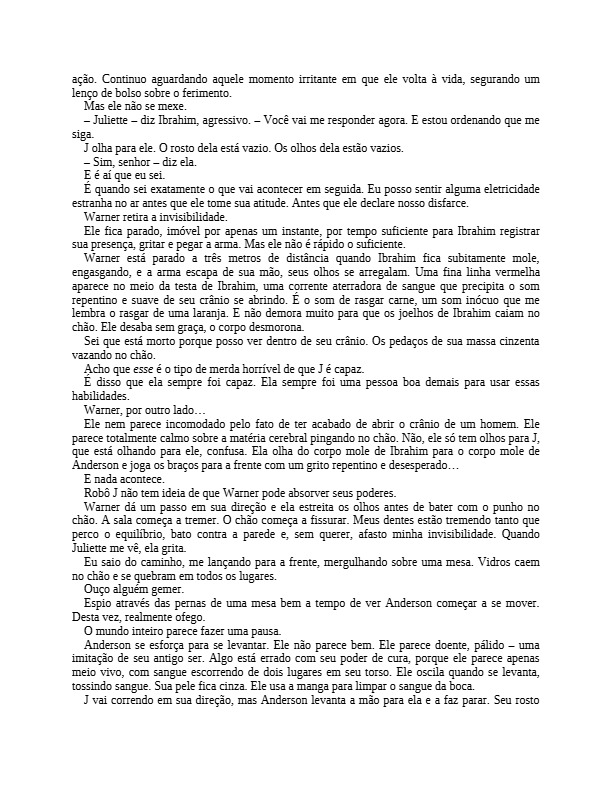 ação. Continuo aguardando aquele momento irritante em que ele volta à vida, segurando um
lenço de bolso sobre o ferimento.
Mas ele não se mexe.
– Juliette – diz Ibrahim, agressivo. – Você vai me responder agora. E estou ordenando que me
siga.
J olha para ele. O rosto dela está vazio. Os olhos dela estão vazios.
– Sim, senhor – diz ela.
E é aí que eu sei.
É quando sei exatamente o que vai acontecer em seguida. Eu posso sentir alguma eletricidade
estranha no ar antes que ele tome sua atitude. Antes que ele declare nosso disfarce.
Warner retira a invisibilidade.
Ele fica parado, imóvel por apenas um instante, por tempo suficiente para Ibrahim registrar
sua presença, gritar e pegar a arma. Mas ele não é rápido o suficiente.
Warner está parado a três metros de distância quando Ibrahim fica subitamente mole,
engasgando, e a arma escapa de sua mão, seus olhos se arregalam. Uma fina linha vermelha
aparece no meio da testa de Ibrahim, uma corrente aterradora de sangue que precipita o som
repentino e suave de seu crânio se abrindo. É o som de rasgar carne, um som inócuo que me
lembra o rasgar de uma laranja. E não demora muito para que os joelhos de Ibrahim caiam no
chão. Ele desaba sem graça, o corpo desmorona.
Sei que está morto porque posso ver dentro de seu crânio. Os pedaços de sua massa cinzenta
vazando no chão.
Acho que esse é o tipo de merda horrível de que J é capaz.
É disso que ela sempre foi capaz. Ela sempre foi uma pessoa boa demais para usar essas
habilidades.
Warner, por outro lado…
Ele nem parece incomodado pelo fato de ter acabado de abrir o crânio de um homem. Ele
parece totalmente calmo sobre a matéria cerebral pingando no chão. Não, ele só tem olhos para J,
que está olhando para ele, confusa. Ela olha do corpo mole de Ibrahim para o corpo mole de
Anderson e joga os braços para a frente com um grito repentino e desesperado…
E nada acontece.
Robô J não tem ideia de que Warner pode absorver seus poderes.
Warner dá um passo em sua direção e ela estreita os olhos antes de bater com o punho no
chão. A sala começa a tremer. O chão começa a fissurar. Meus dentes estão tremendo tanto que
perco o equilíbrio, bato contra a parede e, sem querer, afasto minha invisibilidade. Quando
Juliette me vê, ela grita.
Eu saio do caminho, me lançando para a frente, mergulhando sobre uma mesa. Vidros caem
no chão e se quebram em todos os lugares.
Ouço alguém gemer.
Espio através das pernas de uma mesa bem a tempo de ver Anderson começar a se mover.
Desta vez, realmente ofego.
O mundo inteiro parece fazer uma pausa.
Anderson se esforça para se levantar. Ele não parece bem. Ele parece doente, pálido – uma
imitação de seu antigo ser. Algo está errado com seu poder de cura, porque ele parece apenas
meio vivo, com sangue escorrendo de dois lugares em seu torso. Ele oscila quando se levanta,
tossindo sangue. Sua pele fica cinza. Ele usa a manga para limpar o sangue da boca.
J vai correndo em sua direção, mas Anderson levanta a mão para ela e a faz parar. Seu rosto